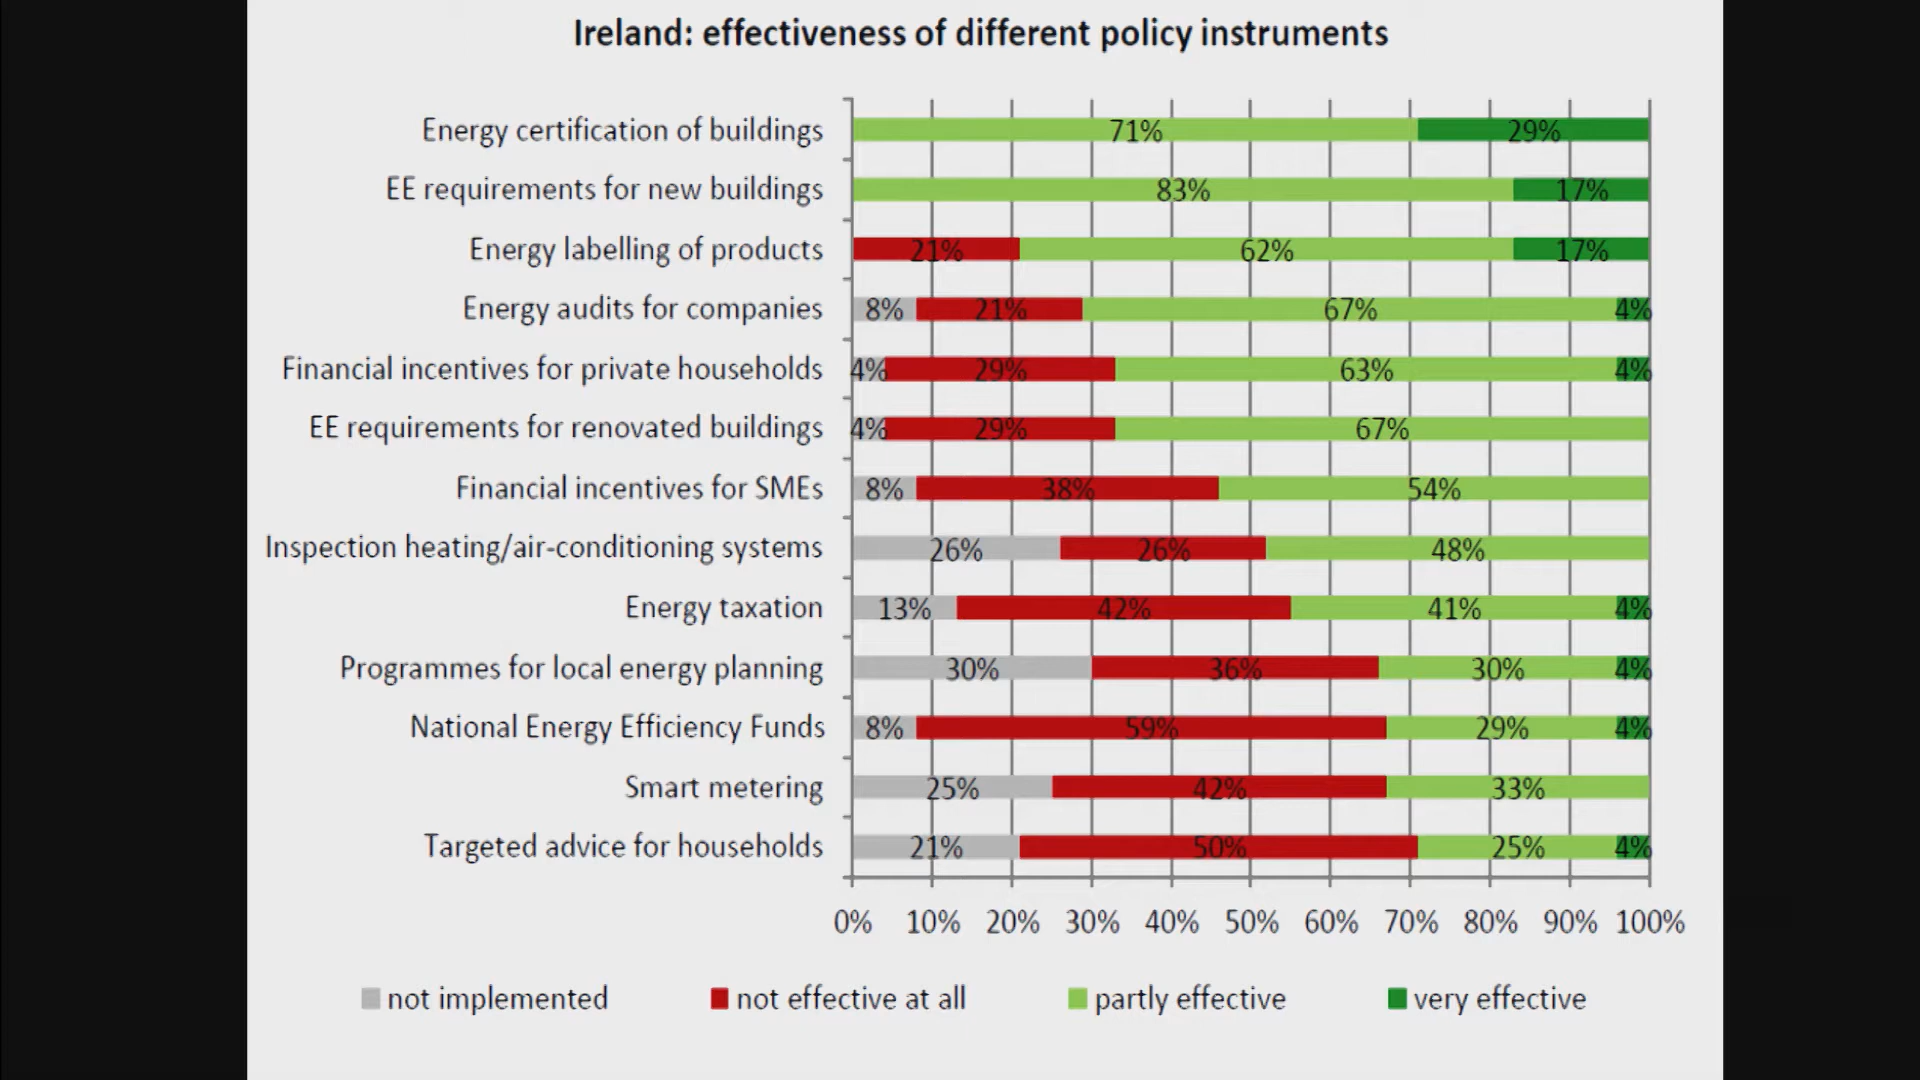 Ireland: effectiveness of different policy instruments
Energy certification of buildings 71% 29%
EE requirements for new buildings 83% 17%
Energy labelling of products 21% 62% 17%
Energy audits for companies 8% 21% 67% 4%
Financial incentives for private households 4% 29% 63% 4%
EE requirements for renovated buildings 4% 29% 67%
Financial incentives for SMEs 8% 38% 54%
Inspection heating/air-conditioning systems 26% 26% 48%
Energy taxation 13% 42% 41% 4%
Programmes for local energy planning 30% 36% 30% 4%
National Energy Efficiency Funds 8% 59% 29% 4%
Smart metering 25% 42% 33%
Targeted advice for households 21% 50% 25% 4%
0% 10% 20% 30% 40% 50% 60% 70% 80% 90% 100%
not implemented not effective at all partly effective very effective